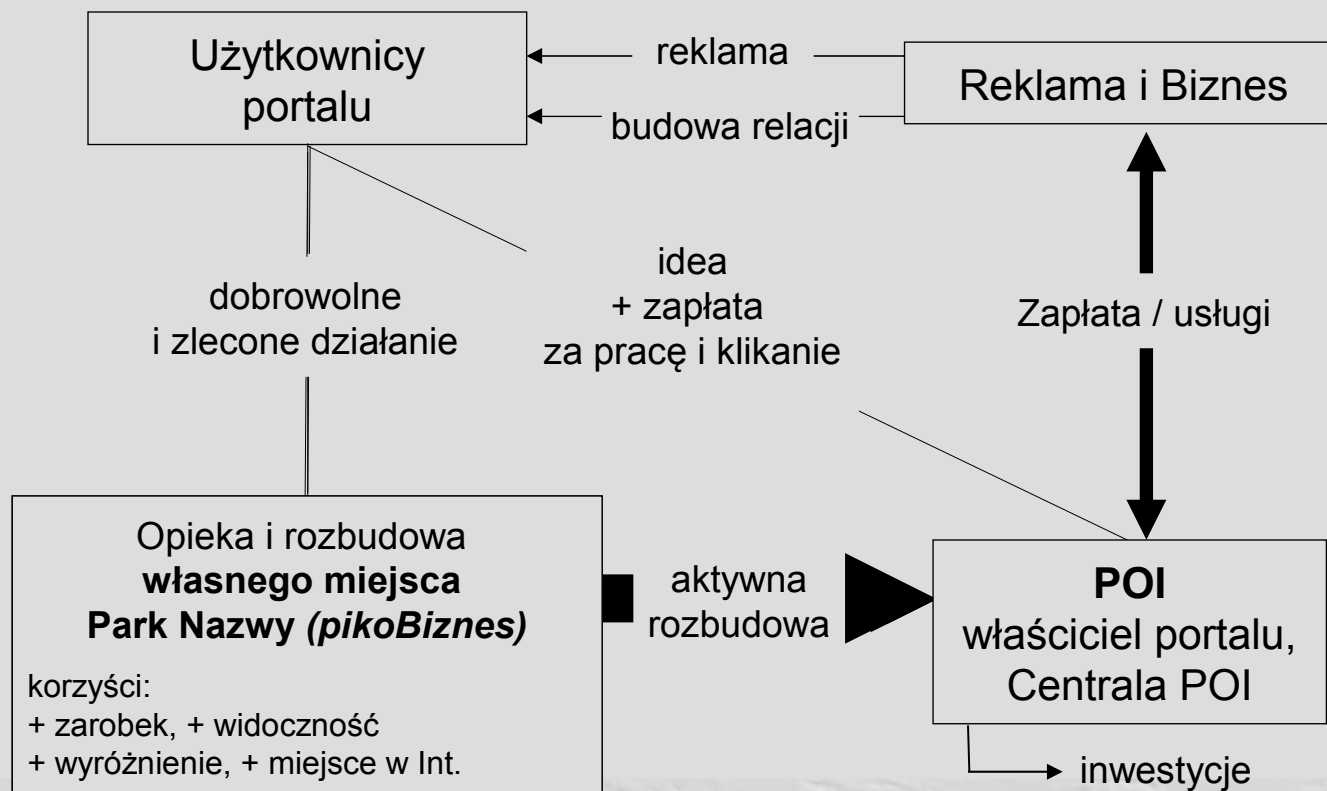 Użytkownicy
portalu
reklama
budowa relacji
Reklama i Biznes
dobrowolne
i zlecone działanie
idea
+ zapłata
za pracę i klikanie
Zapłata / usługi
Opieka i rozbudowa
własnego miejsca
Park Nazwy (pikoBiznes)
korzyści:
+ zarobek, + widoczność
+ wyróżnienie, + miejsce w Int.
aktywna
rozbudowa
POI
właściciel portalu,
Centrala POI
inwestycje